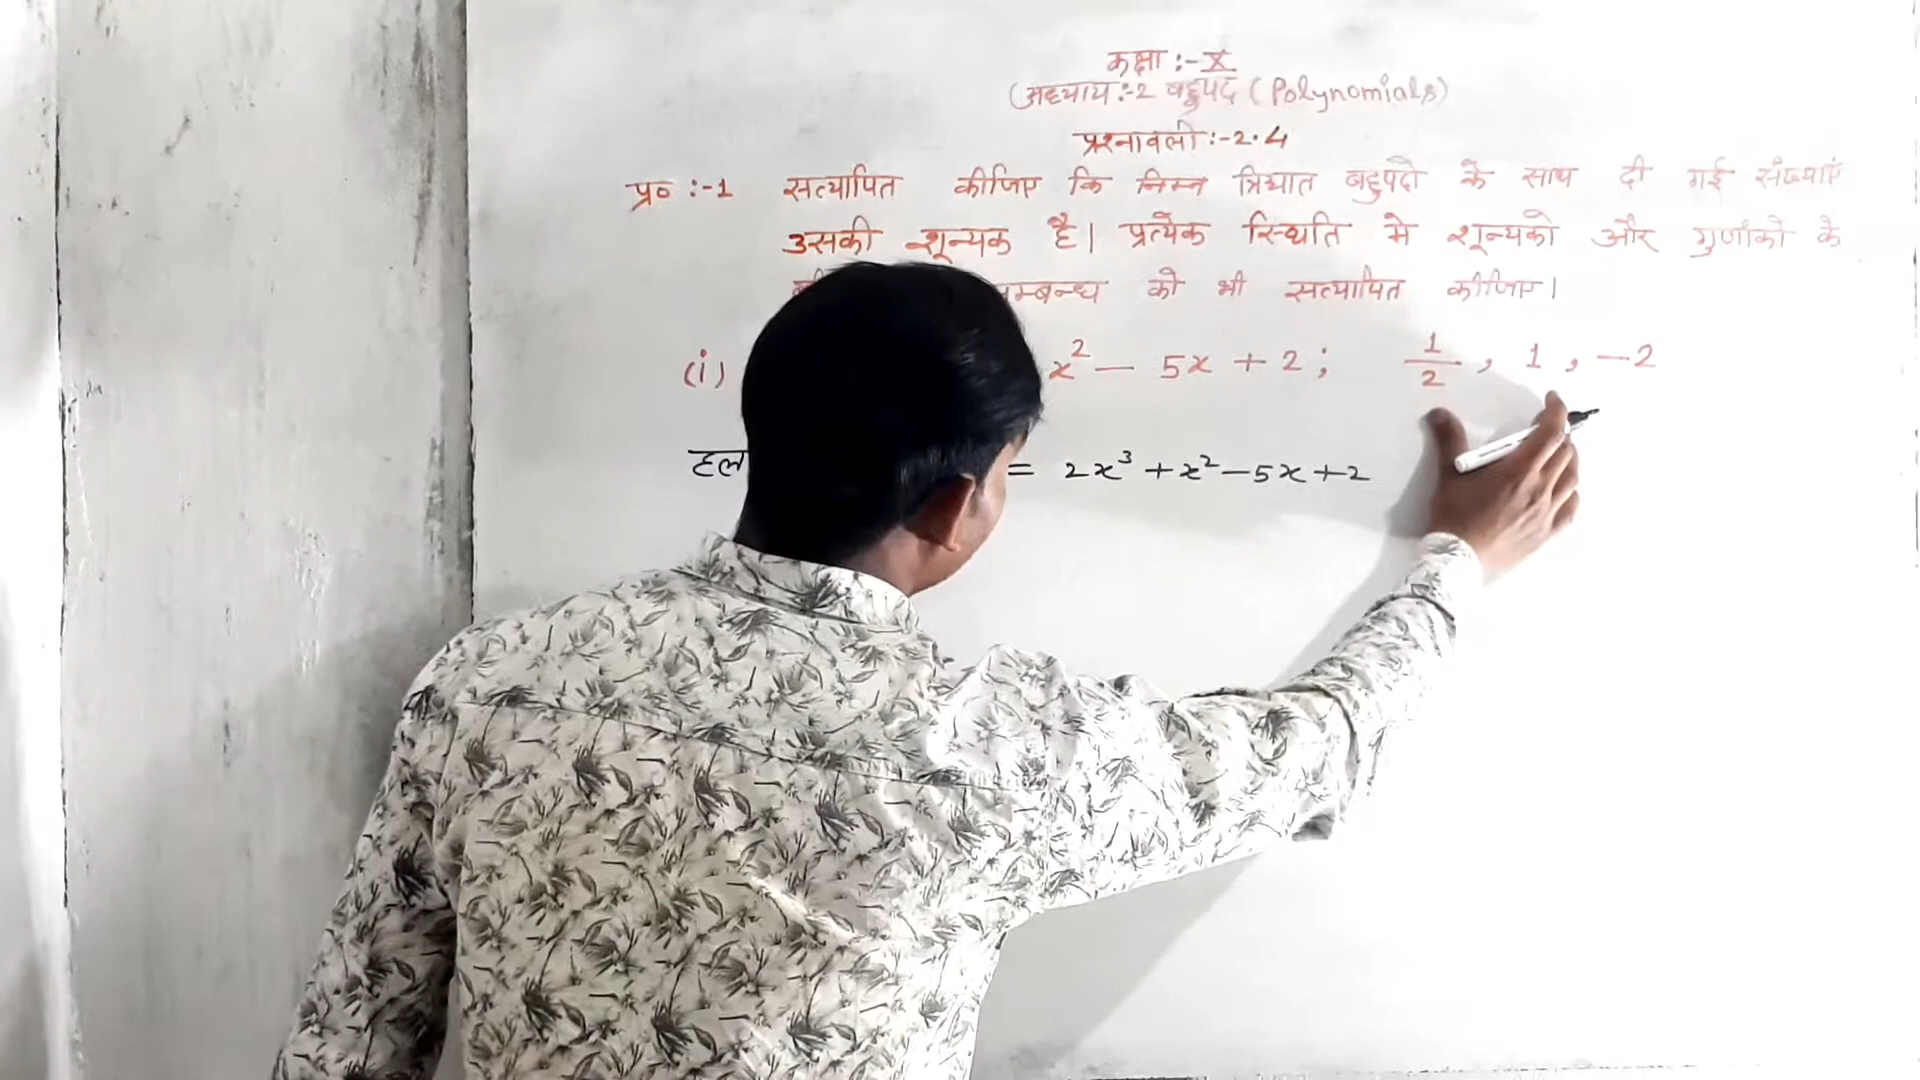 कक्षा :- X
(अध्याय :-2 बहुपद (Polynomials)
प्रश्नावली :-2.4
प्र० :-1 सत्यापित कीजिए कि निम्न त्रिघात बहुपदो के साथ दी गई संख्याएं
उसकी शून्यक है। प्रत्येक स्थिति मे शून्यको और गुणांको के
सम्बन्ध को भी सत्यापित कीजिए।
(i) x² - 5x + 2 ; 1/2 , 1 , -2
हल = 2x³ + x² - 5x + 2